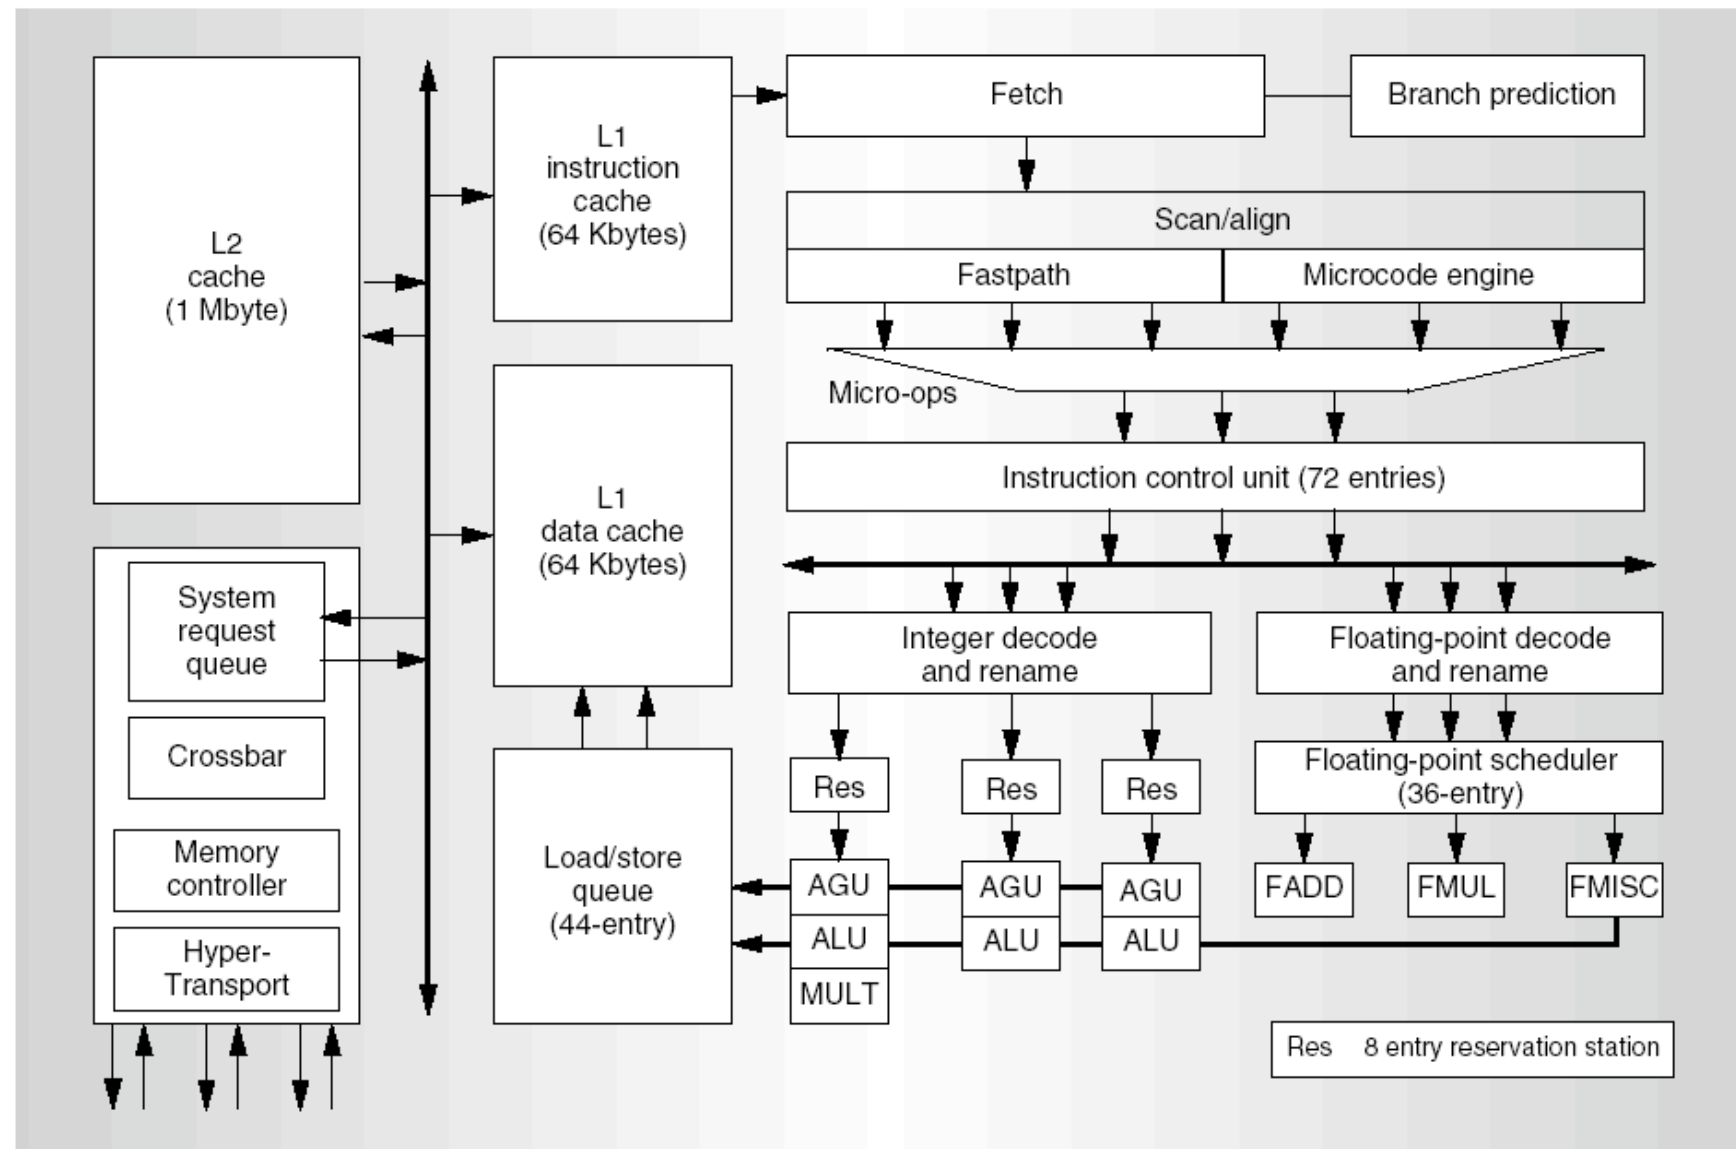 L2
cache
(1 Mbyte)
System
request
queue
Crossbar
Memory
controller
Hyper-
Transport
L1
instruction
cache
(64 Kbytes)
L1
data cache
(64 Kbytes)
Load/store
queue
(44-entry)
Fetch
Branch prediction
Scan/align
Fastpath
Microcode engine
Micro-ops
Instruction control unit (72 entries)
Integer decode
and rename
Floating-point decode
and rename
Res
Res
Res
Floating-point scheduler
(36-entry)
AGU
AGU
AGU
FADD
FMUL
FMISC
ALU
ALU
ALU
MULT
Res 8 entry reservation station